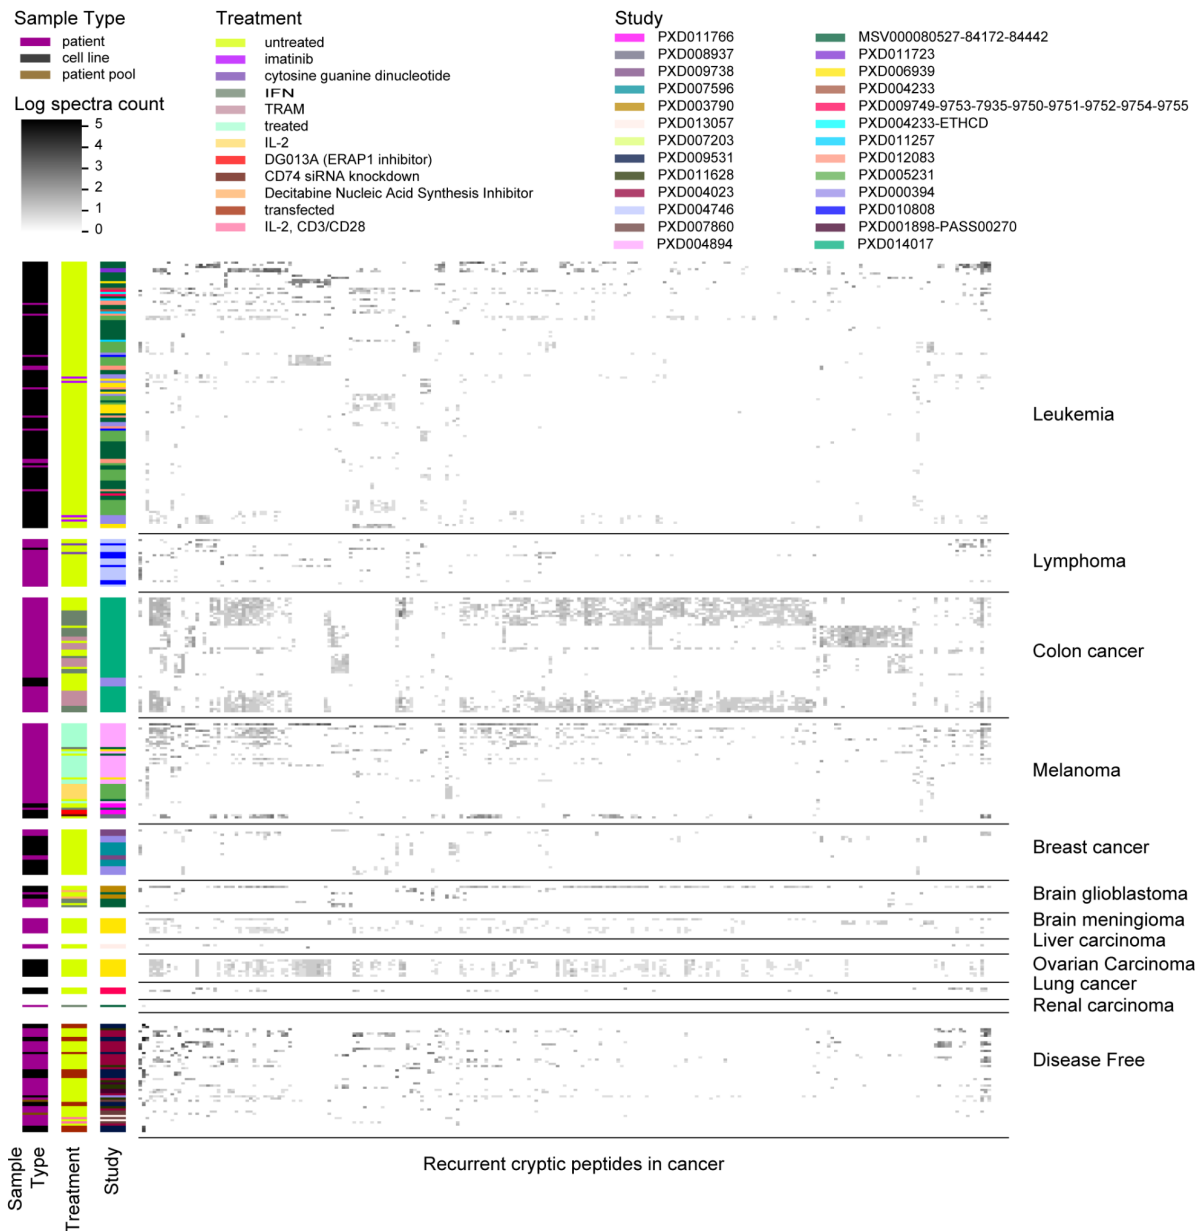 Sample Type
patient
cell line
patient pool
Log spectra count
5
4
3
2
1
0
Treatment
untreated
imatinib
cytosine guanine dinucleotide
IFN
TRAM
treated
IL-2
DG013A (ERAP1 inhibitor)
CD74 siRNA knockdown
Decitabine Nucleic Acid Synthesis Inhibitor
transfected
IL-2, CD3/CD28
Study
PXD011766
PXD008937
PXD009738
PXD007596
PXD003790
PXD013057
PXD007203
PXD009531
PXD011628
PXD004023
PXD004746
PXD007860
PXD004894
MSV000080527-84172-84442
PXD011723
PXD006939
PXD004233
PXD009749-9753-7935-9750-9751-9752-9754-9755
PXD004233-ETHCD
PXD011257
PXD012083
PXD005231
PXD000394
PXD010808
PXD001898-PASS00270
PXD014017
Leukemia
Lymphoma
Colon cancer
Melanoma
Breast cancer
Brain glioblastoma
Brain meningioma
Liver carcinoma
Ovarian Carcinoma
Lung cancer
Renal carcinoma
Disease Free
Sample
Type
Treatment
Study
Recurrent cryptic peptides in cancer